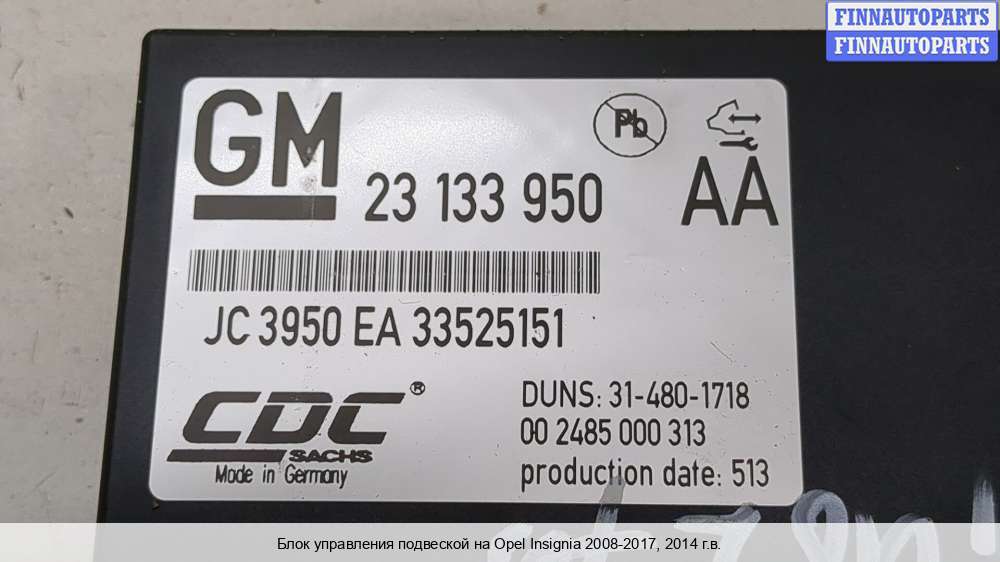 FINNAUTOPARTS
FINNAUTOPARTS
GM
Pb
23 133 950
AA
JC 3950 EA 33525151
CDC®
SACHS
Made in Germany
DUNS: 31-480-1718
00 2485 000 313
production date: 513
Блок управления подвеской на Opel Insignia 2008-2017, 2014 г.в.